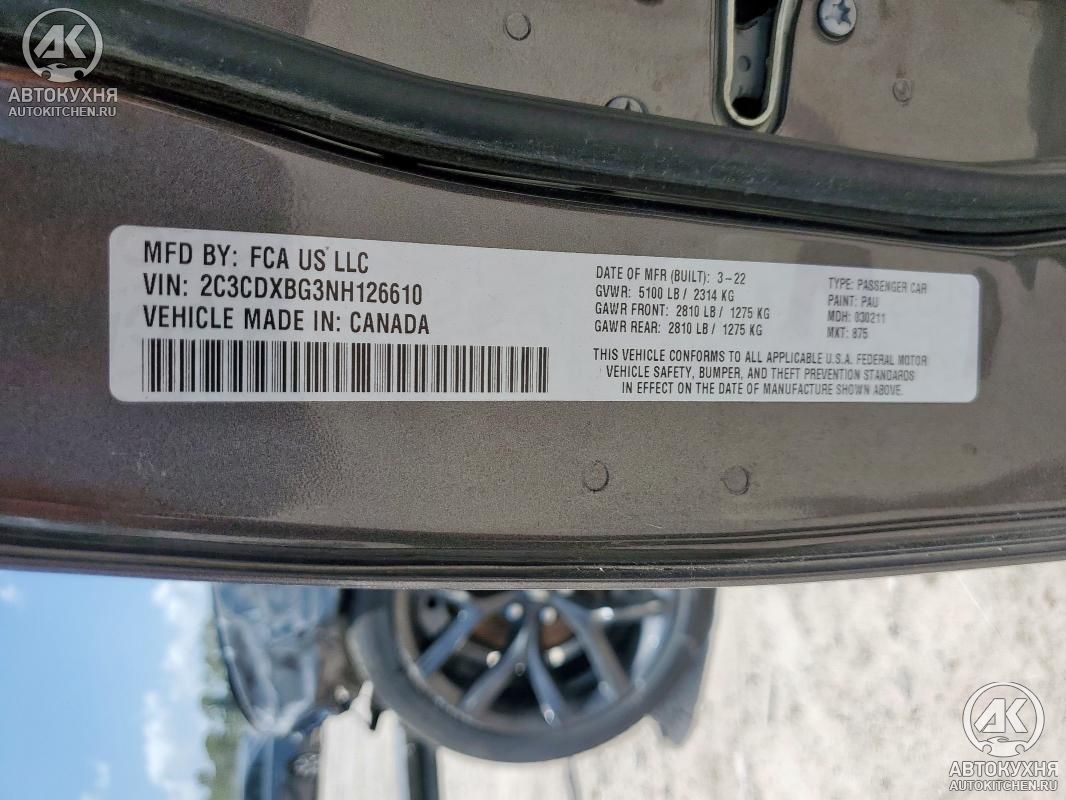 AK
АВТОКУХНЯ
AUTOKITCHEN.RU
MFD BY: FCA US LLC
VIN: 2C3CDXBG3NH126610
VEHICLE MADE IN: CANADA
DATE OF MFR (BUILT): 3-22
GVWR: 5100 LB / 2314 KG
GAWR FRONT: 2810 LB / 1275 KG
GAWR REAR: 2810 LB / 1275 KG
TYPE: PASSENGER CAR
PAINT: PAU
MDH: 030211
MKT: 875
THIS VEHICLE CONFORMS TO ALL APPLICABLE U.S.A. FEDERAL MOTOR
VEHICLE SAFETY, BUMPER, AND THEFT PREVENTION STANDARDS
IN EFFECT ON THE DATE OF MANUFACTURE SHOWN ABOVE.
AK
АВТОКУХНЯ
AUTOKITCHEN.RU